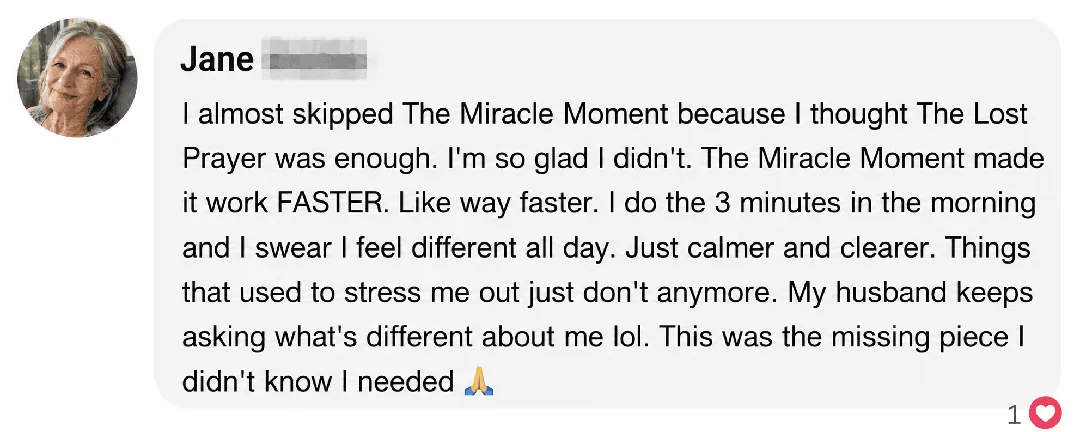 Jane
I almost skipped The Miracle Moment because I thought The Lost
Prayer was enough. I'm so glad I didn't. The Miracle Moment made
it work FASTER. Like way faster. I do the 3 minutes in the morning
and I swear I feel different all day. Just calmer and clearer. Things
that used to stress me out just don't anymore. My husband keeps
asking what's different about me lol. This was the missing piece I
didn't know I needed 🙏
1